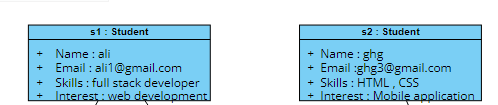 s1 : Student
+ Name : ali
+ Email : ali1@gmail.com
+ Skills : full stack developer
+ Interest : web development
s2 : Student
+ Name : ghg
+ Email :ghg3@gmail.com
+ Skills : HTML , CSS
+ Interest : Mobile application